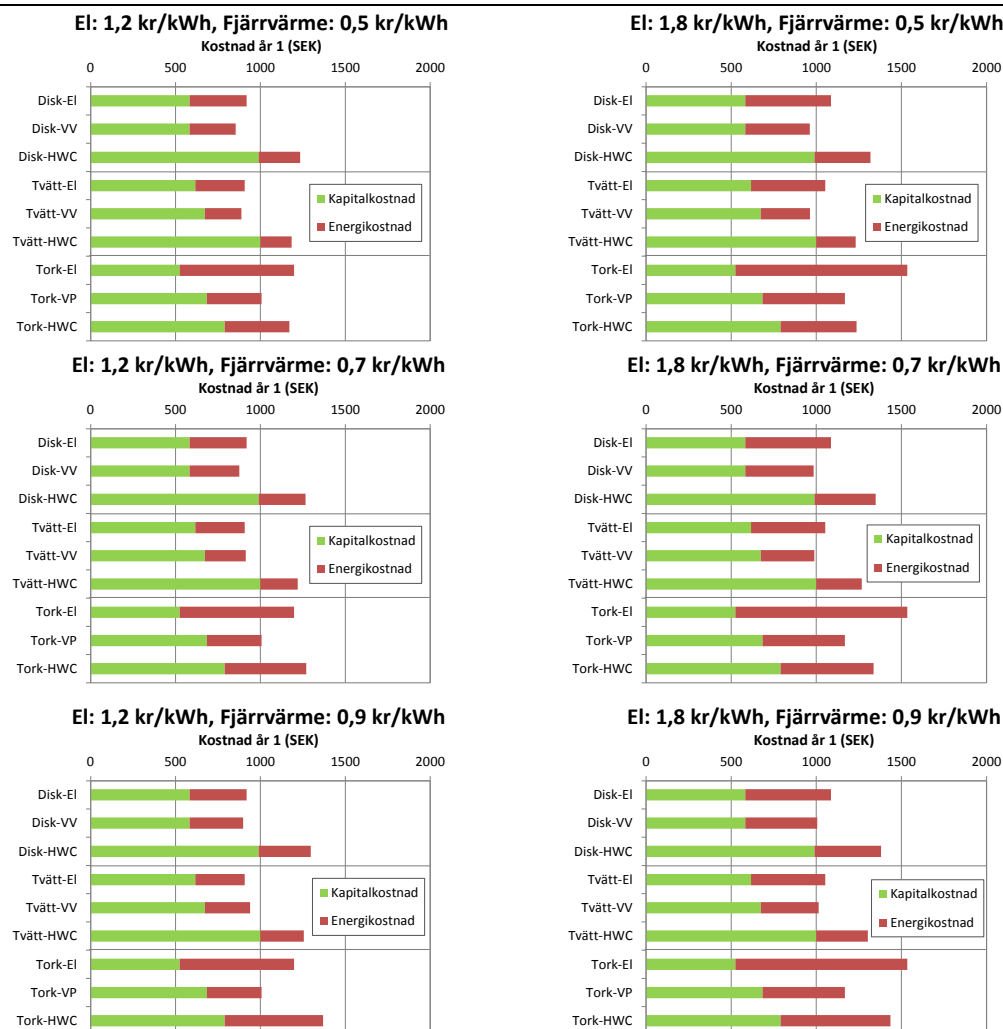 El: 1,2 kr/kWh, Fjärrvärme: 0,5 kr/kWh
Kostnad år 1 (SEK)
0 500 1000 1500 2000
Disk-El
Disk-VV
Disk-HWC
Tvätt-El
Tvätt-VV
Tvätt-HWC
Tork-El
Tork-VP
Tork-HWC
Kapitalkostnad
Energikostnad
El: 1,8 kr/kWh, Fjärrvärme: 0,5 kr/kWh
Kostnad år 1 (SEK)
0 500 1000 1500 2000
Disk-El
Disk-VV
Disk-HWC
Tvätt-El
Tvätt-VV
Tvätt-HWC
Tork-El
Tork-VP
Tork-HWC
Kapitalkostnad
Energikostnad
El: 1,2 kr/kWh, Fjärrvärme: 0,7 kr/kWh
Kostnad år 1 (SEK)
0 500 1000 1500 2000
Disk-El
Disk-VV
Disk-HWC
Tvätt-El
Tvätt-VV
Tvätt-HWC
Tork-El
Tork-VP
Tork-HWC
Kapitalkostnad
Energikostnad
El: 1,8 kr/kWh, Fjärrvärme: 0,7 kr/kWh
Kostnad år 1 (SEK)
0 500 1000 1500 2000
Disk-El
Disk-VV
Disk-HWC
Tvätt-El
Tvätt-VV
Tvätt-HWC
Tork-El
Tork-VP
Tork-HWC
Kapitalkostnad
Energikostnad
El: 1,2 kr/kWh, Fjärrvärme: 0,9 kr/kWh
Kostnad år 1 (SEK)
0 500 1000 1500 2000
Disk-El
Disk-VV
Disk-HWC
Tvätt-El
Tvätt-VV
Tvätt-HWC
Tork-El
Tork-VP
Tork-HWC
Kapitalkostnad
Energikostnad
El: 1,8 kr/kWh, Fjärrvärme: 0,9 kr/kWh
Kostnad år 1 (SEK)
0 500 1000 1500 2000
Disk-El
Disk-VV
Disk-HWC
Tvätt-El
Tvätt-VV
Tvätt-HWC
Tork-El
Tork-VP
Tork-HWC
Kapitalkostnad
Energikostnad